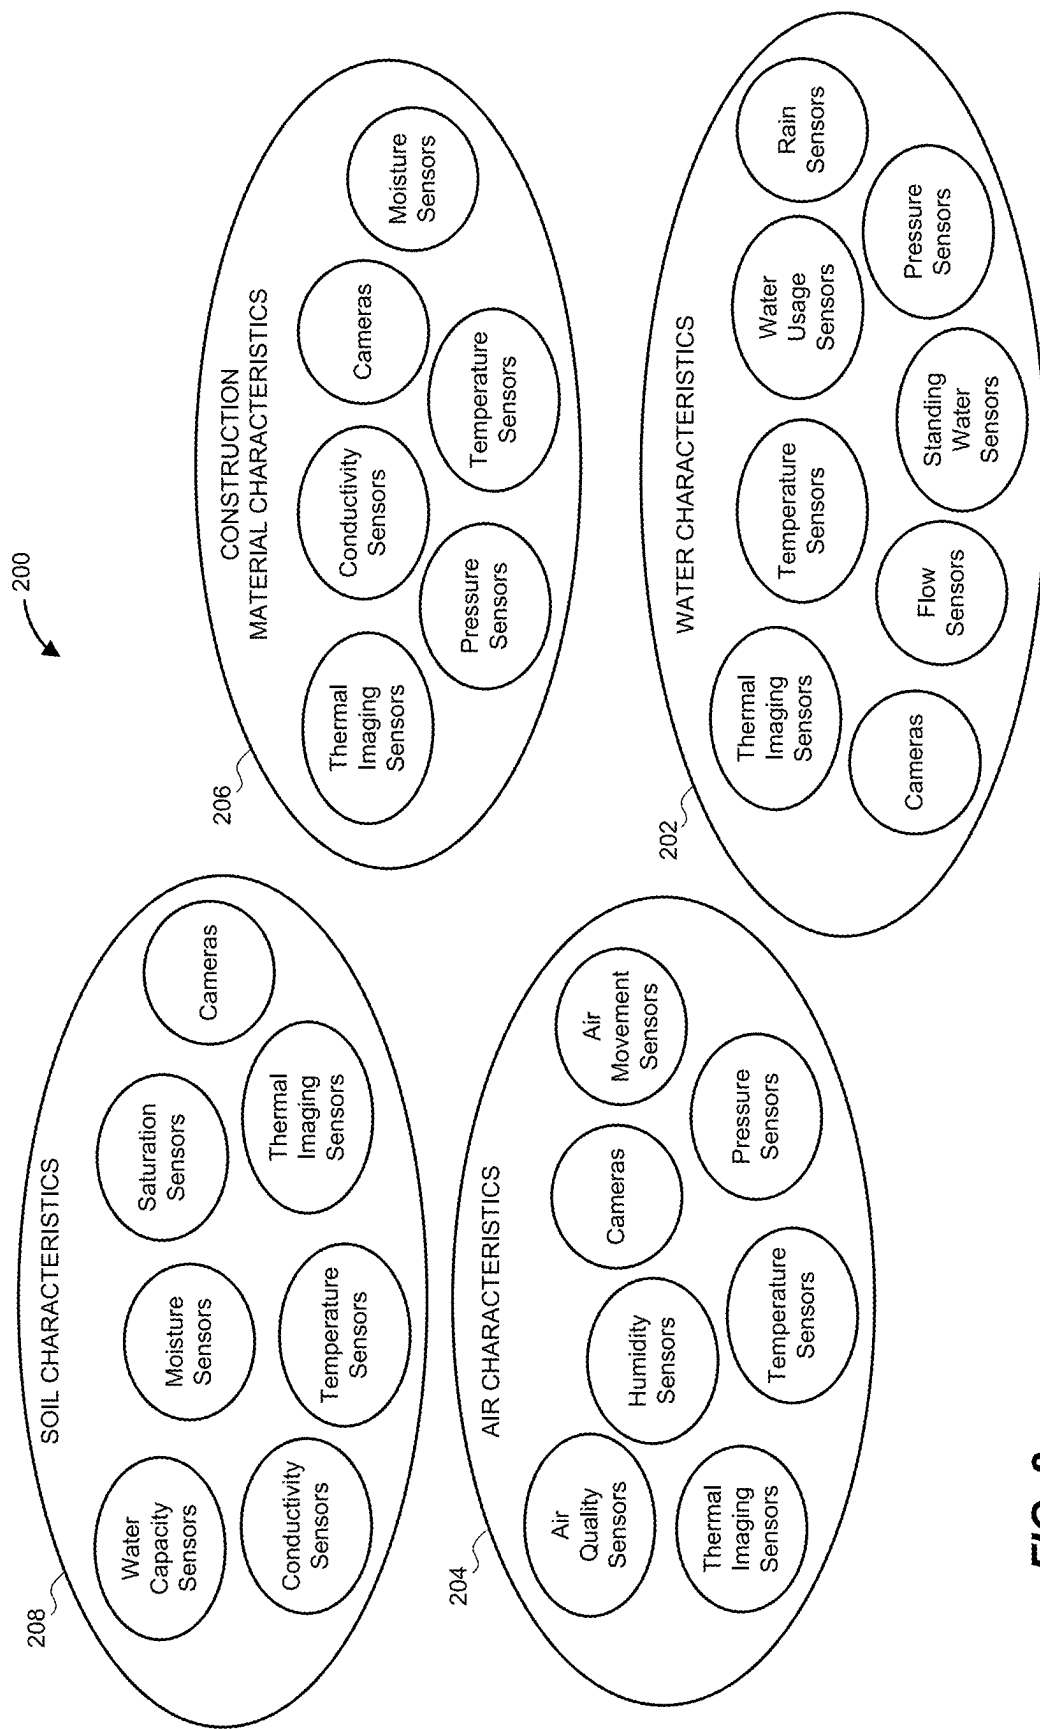 200
208
SOIL CHARACTERISTICS
Water
Capacity
Sensors
Moisture
Sensors
Saturation
Sensors
Cameras
Conductivity
Sensors
Temperature
Sensors
Thermal
Imaging
Sensors
206
CONSTRUCTION
MATERIAL CHARACTERISTICS
Thermal
Imaging
Sensors
Conductivity
Sensors
Cameras
Moisture
Sensors
Pressure
Sensors
Temperature
Sensors
204
AIR CHARACTERISTICS
Air
Quality
Sensors
Humidity
Sensors
Cameras
Air
Movement
Sensors
Thermal
Imaging
Sensors
Temperature
Sensors
Pressure
Sensors
202
WATER CHARACTERISTICS
Thermal
Imaging
Sensors
Temperature
Sensors
Water
Usage
Sensors
Rain
Sensors
Cameras
Flow
Sensors
Standing
Water
Sensors
Pressure
Sensors
FIG.